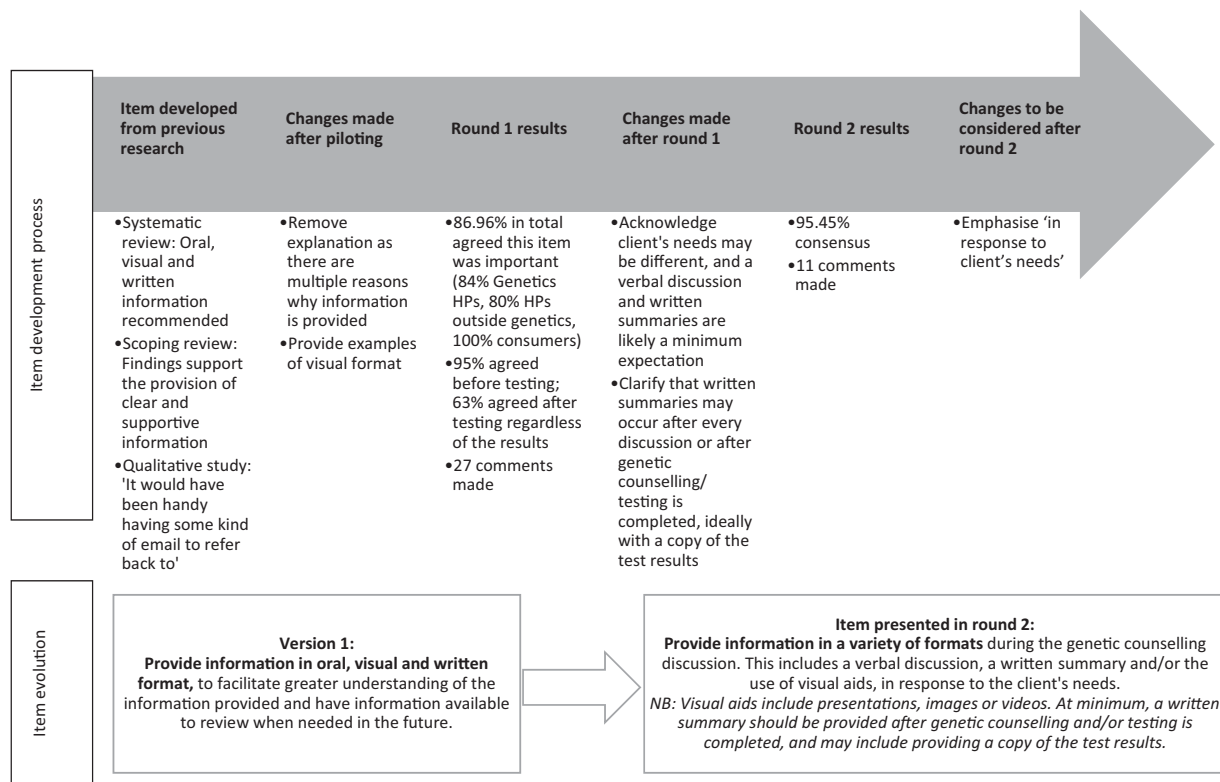 Item development process
Item developed
from previous
research
Changes made
after piloting
Round 1 results
Changes made
after round 1
Round 2 results
Changes to be
considered after
round 2
•Systematic
review: Oral,
visual and
written
information
recommended
•Scoping review:
Findings support
the provision of
clear and
supportive
information
•Qualitative study:
'It would have
been handy
having some kind
of email to refer
back to'
•Remove
explanation as
there are
multiple reasons
why information
is provided
•Provide examples
of visual format
•86.96% in total
agreed this item
was important
(84% Genetics
HPs, 80% HPs
outside genetics,
100% consumers)
•95% agreed
before testing;
63% agreed after
testing regardless
of the results
•27 comments
made
•Acknowledge
client's needs may
be different, and a
verbal discussion
and written
summaries are
likely a minimum
expectation
•Clarify that written
summaries may
occur after every
discussion or after
genetic
counselling/
testing is
completed, ideally
with a copy of the
test results
•95.45%
consensus
•11 comments
made
•Emphasise ‘in
response to
client’s needs’
Item evolution
Version 1:
Provide information in oral, visual and written
format, to facilitate greater understanding of the
information provided and have information available
to review when needed in the future.
Item presented in round 2:
Provide information in a variety of formats during the genetic counselling
discussion. This includes a verbal discussion, a written summary and/or the
use of visual aids, in response to the client's needs.
NB: Visual aids include presentations, images or videos. At minimum, a written
summary should be provided after genetic counselling and/or testing is
completed, and may include providing a copy of the test results.